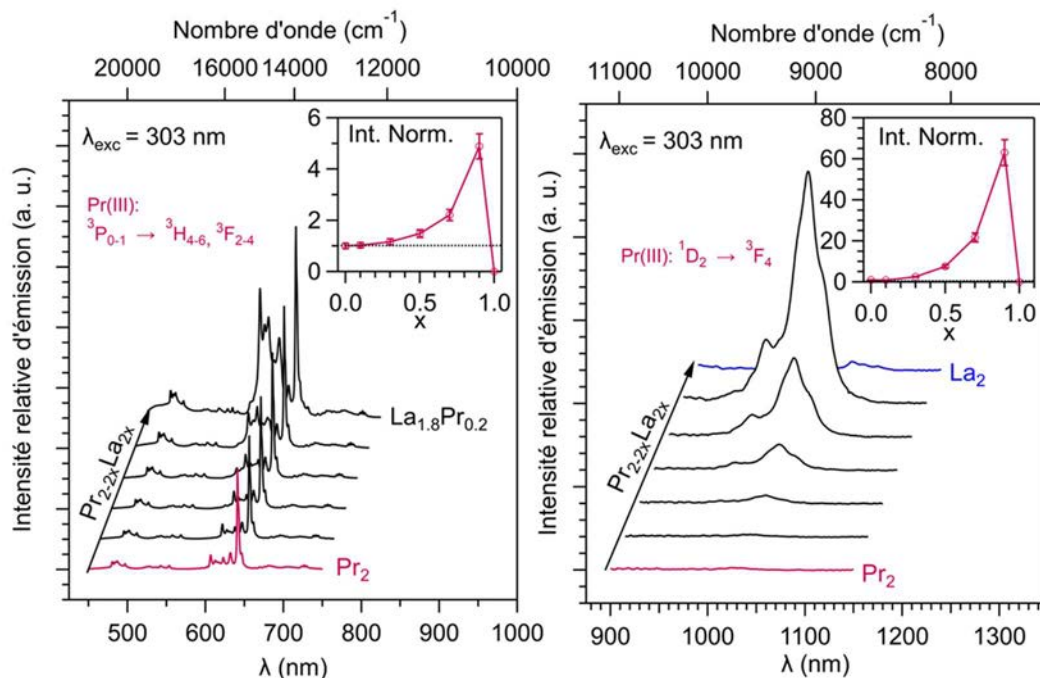 Nombre d'onde (cm⁻¹)
20000 16000 14000 12000 10000
λexc = 303 nm
Pr(III):
³P₀₋₁ → ³H₄₋₆, ³F₂₋₄
Int. Norm.
6
4
2
0
0.0 0.5 1.0
x
Intensité relative d'émission (a. u.)
Pr₂₋₂ₓLa₂ₓ
La₁.₈Pr₀.₂
Pr₂
500 600 700 800 900 1000
λ (nm)
Nombre d'onde (cm⁻¹)
11000 10000 9000 8000
λexc = 303 nm
Pr(III): ¹D₂ → ³F₄
Int. Norm.
80
60
40
20
0
0.0 0.5 1.0
x
Intensité relative d'émission (a. u.)
Pr₂₋₂ₓLa₂ₓ
La₂
Pr₂
900 1000 1100 1200 1300
λ (nm)